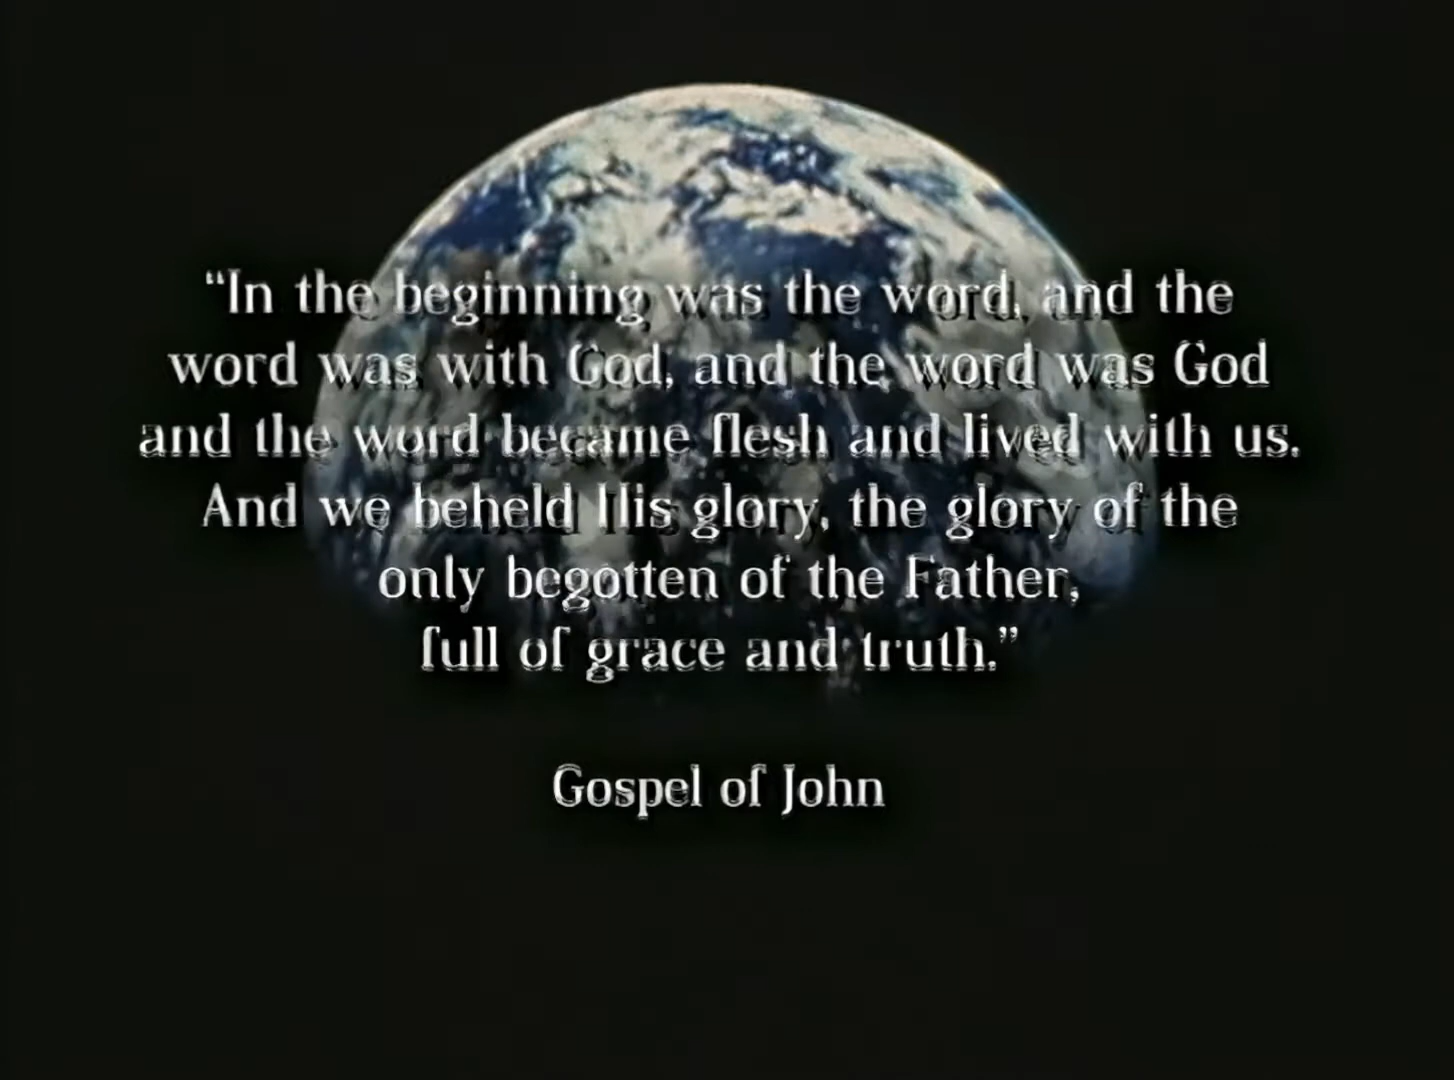 “In the beginning was the word, and the
word was with God, and the word was God
and the word became flesh and lived with us.
And we beheld His glory, the glory of the
only begotten of the Father,
full of grace and truth.”
Gospel of John